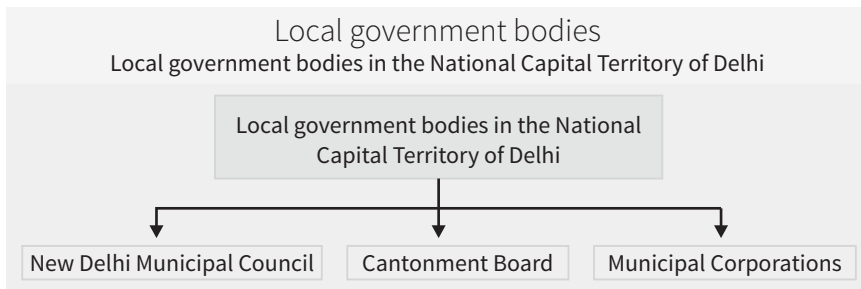 Local government bodies
Local government bodies in the National Capital Territory of Delhi
Local government bodies in the National
Capital Territory of Delhi
New Delhi Municipal Council
Cantonment Board
Municipal Corporations